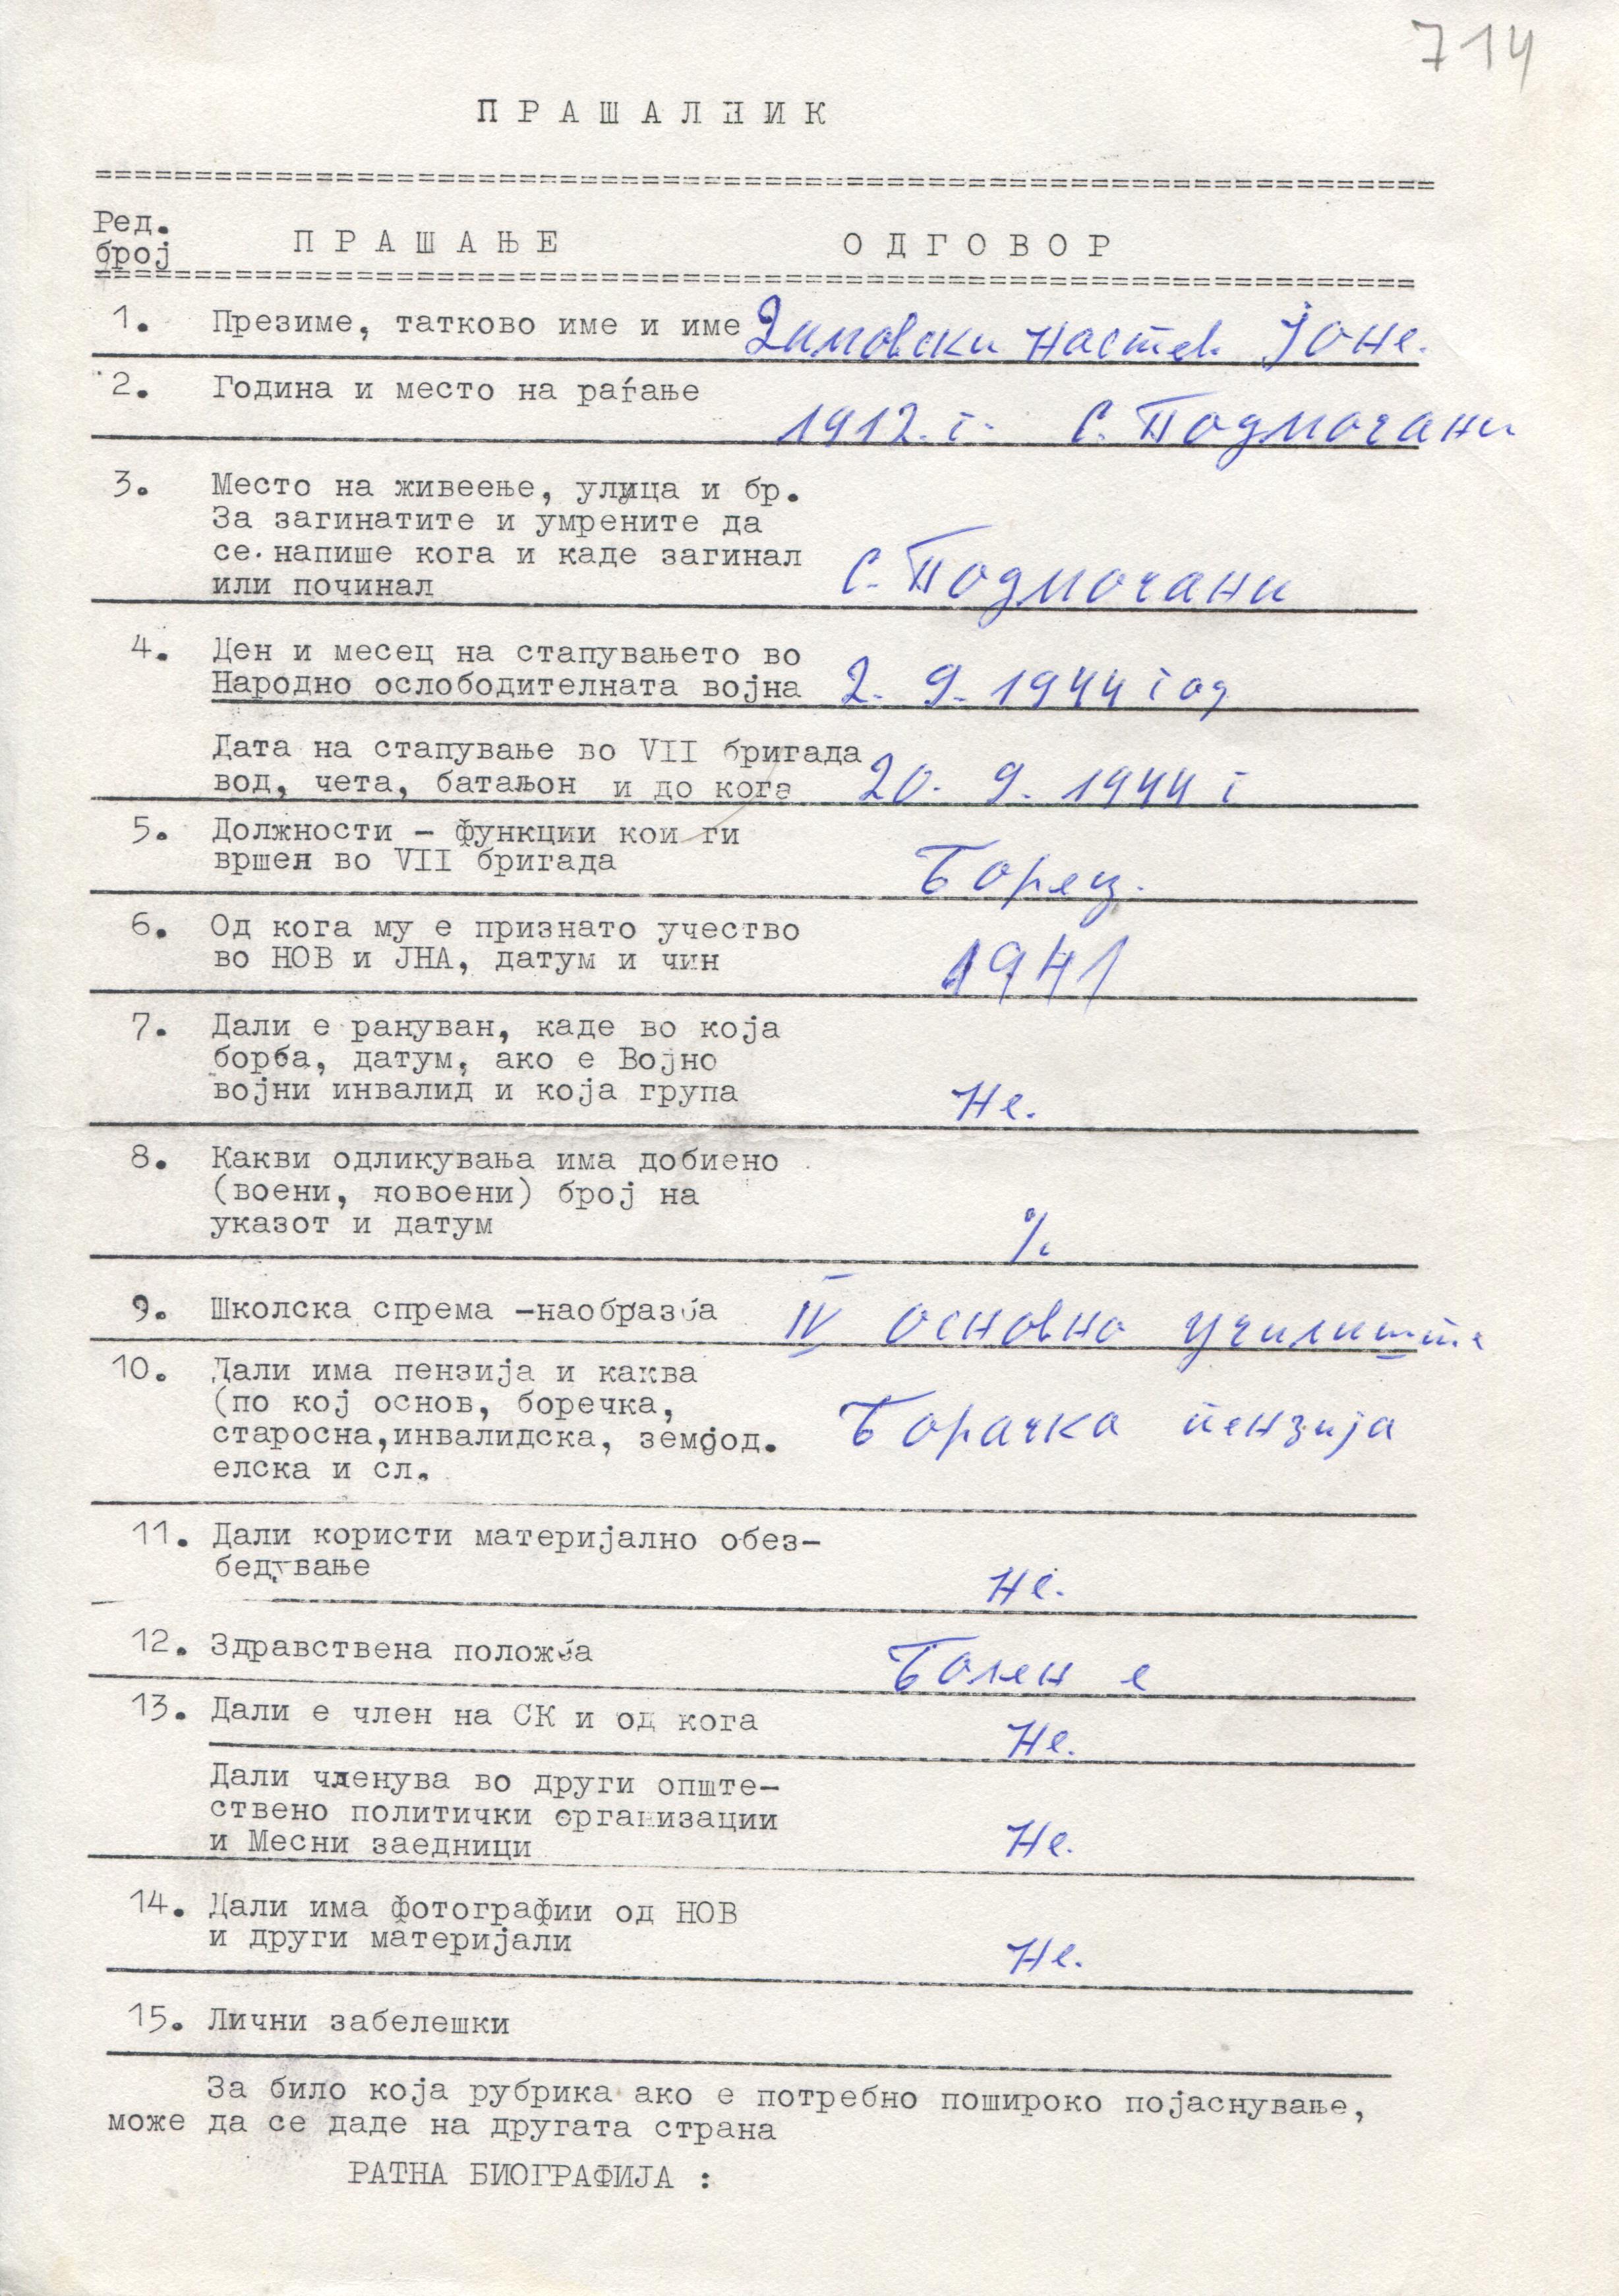 714
ПРАШАЛНИК
Ред.
број
ПРАШАЊЕ ОДГОВОР
1. Презиме, татково име и име Димовски Настев Јоне.
2. Година и место на раѓање
1912. г. С. Подмочани
3. Место на живеење, улица и бр.
За загинатите и умрените да
се напише кога и каде загинал
или починал С. Подмочани
4. Ден и месец на стапувањето во
Народно ослободителната војна 2. 9. 1944 год
Дата на стапување во VII бригада
вод, чета, батаљон и до кога 20. 9. 1944 г
5. Должности – функции кои ги
вршел во VII бригада Борец.
6. Од кога му е признато учество
во НОВ и ЈНА, датум и чин 1941
7. Дали е рануван, каде во која
борба, датум, ако е Војно
војни инвалид и која група Не.
8. Какви одликувања има добиено
(воени, повоени) број на
указот и датум %
9. Школска спрема -наобразба IV основно училиште
10. Дали има пензија и каква
(по кој основ, боречка,
старосна,инвалидска, земјод.
елска и сл. Борачка пензија
11. Дали користи материјално обез-
бедување Не.
12. Здравствена положба Болен е
13. Дали е член на СК и од кога Не.
Дали членува во други опште-
ствено политички организации
и Месни заедници Не.
14. Дали има фотографии од НОВ
и други материјали Не.
15. Лични забелешки
За било која рубрика ако е потребно пошироко појаснување,
може да се даде на другата страна
РАТНА БИОГРАФИЈА :